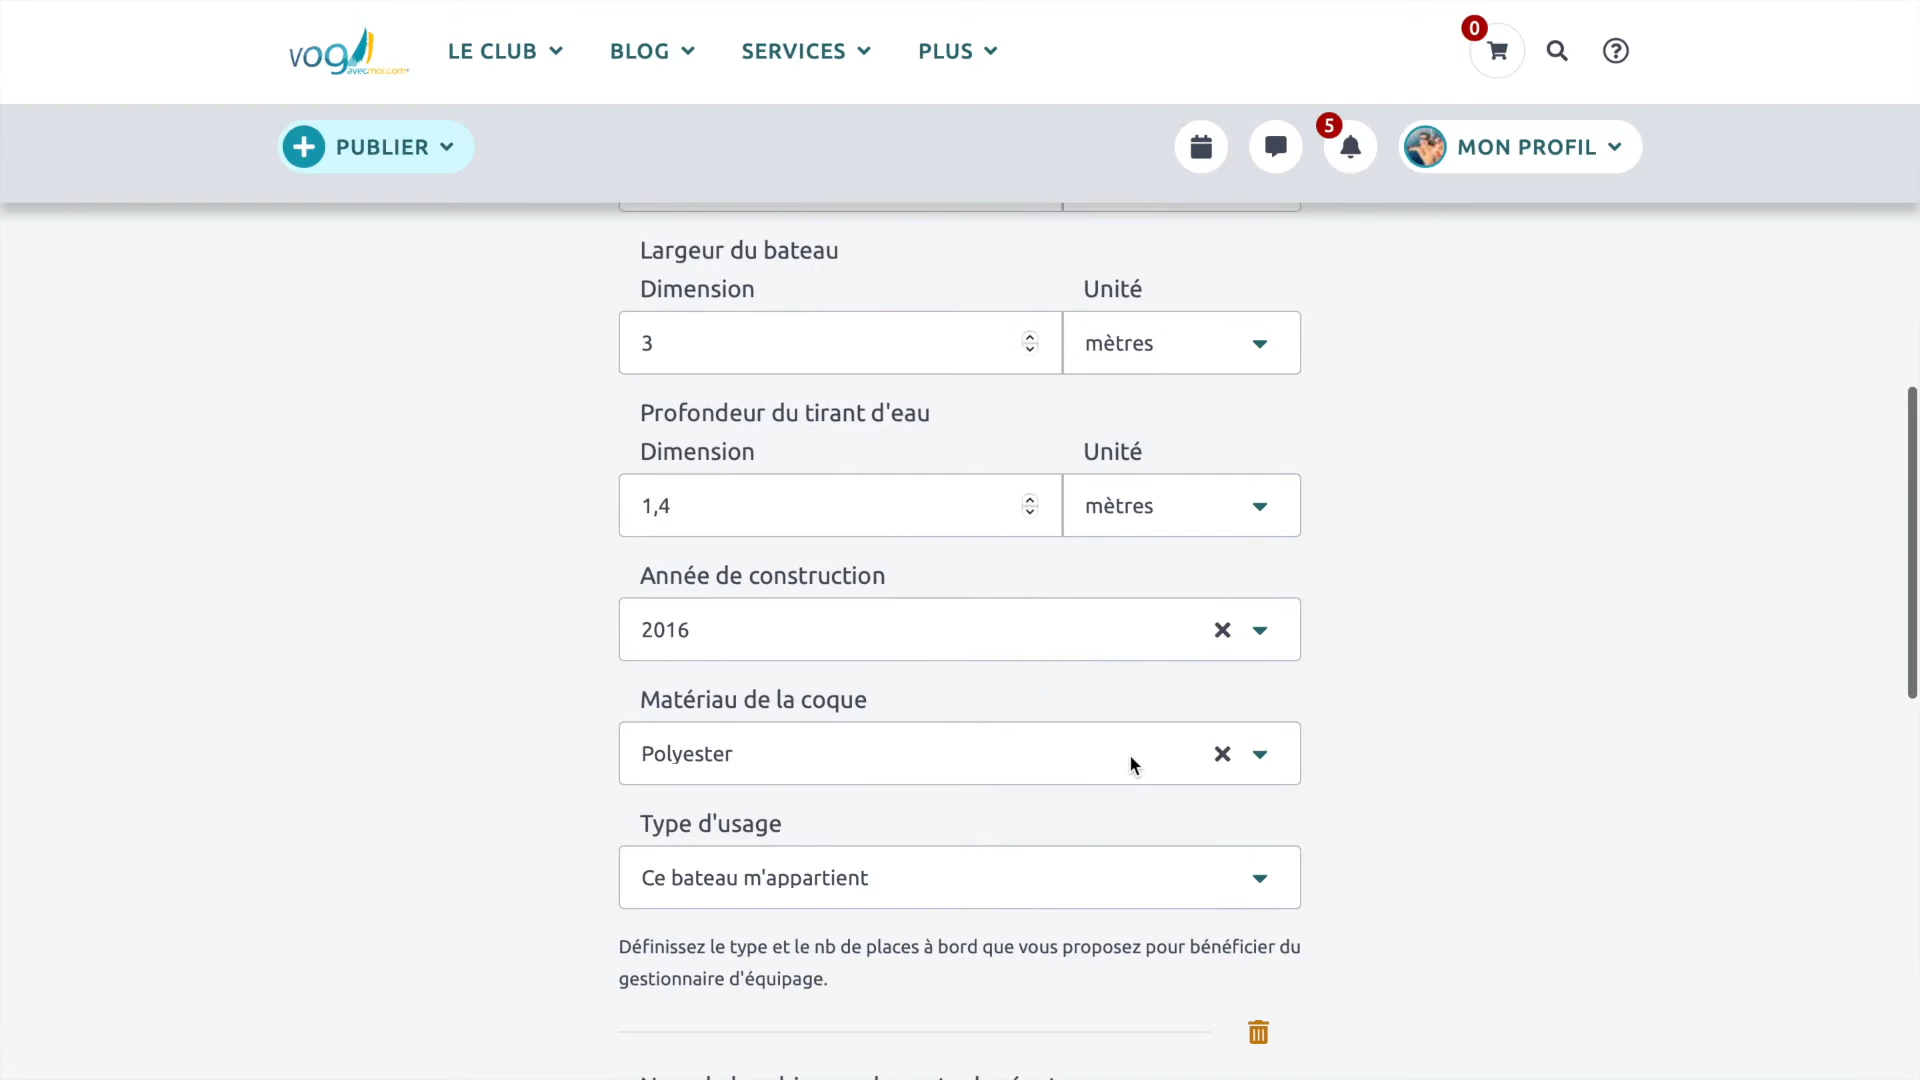 vog avecmoi.com
LE CLUB
BLOG
SERVICES
PLUS
0
PUBLIER
5
MON PROFIL
Largeur du bateau
Dimension
Unité
3
mètres
Profondeur du tirant d'eau
Dimension
Unité
1,4
mètres
Année de construction
2016
Matériau de la coque
Polyester
Type d'usage
Ce bateau m'appartient
Définissez le type et le nb de places à bord que vous proposez pour bénéficier du
gestionnaire d'équipage.